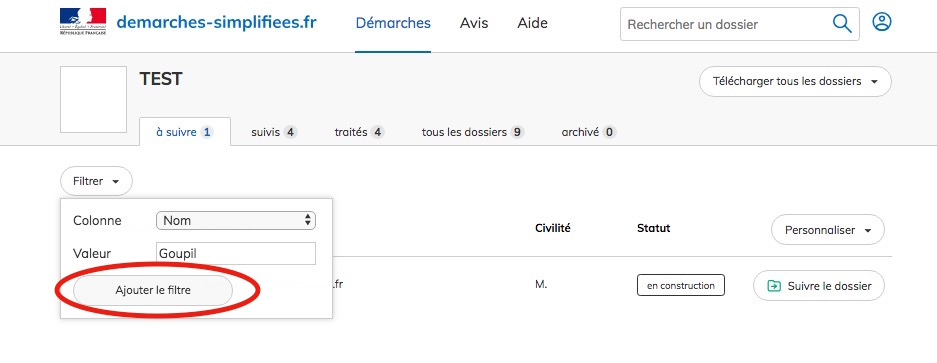 demarches-simplifiees.fr
Démarches
Avis
Aide
Rechercher un dossier
RÉPUBLIQUE FRANÇAISE
TEST
Télécharger tous les dossiers
à suivre 1
suivis 4
traités 4
tous les dossiers 9
archivé 0
Filtrer
Colonne
Nom
Valeur
Goupil
Ajouter le filtre
Civilité
Statut
Personnaliser
.fr
M.
en construction
Suivre le dossier